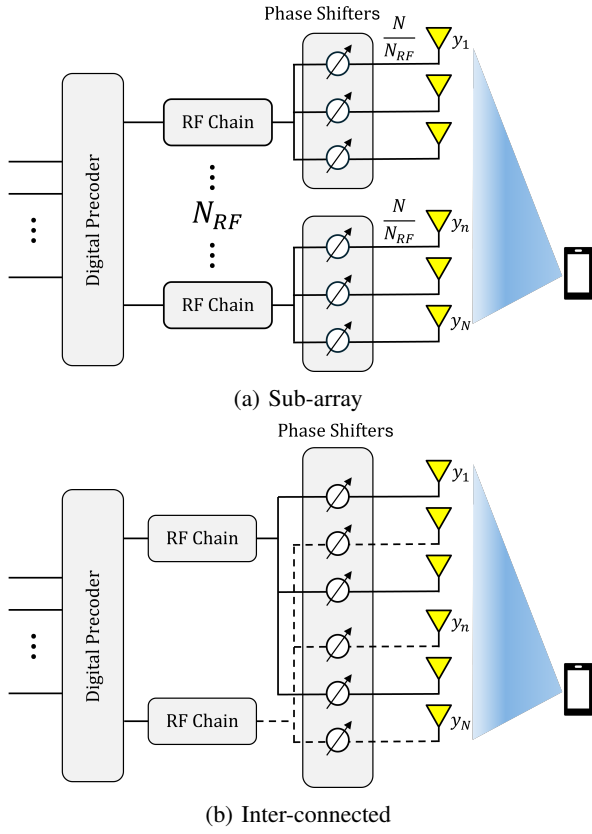 Phase Shifters
N
N_RF
y_1
RF Chain
Digital Precoder
N_RF
N
N_RF
y_n
RF Chain
y_N
(a) Sub-array
Phase Shifters
y_1
RF Chain
Digital Precoder
y_n
RF Chain
y_N
(b) Inter-connected